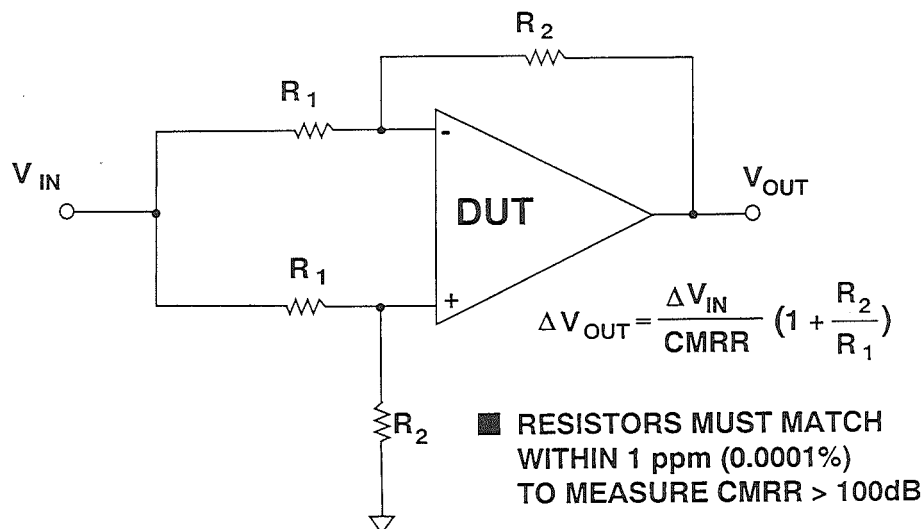 R2
R1
VIN
-
DUT
VOUT
R1
+
ΔVOUT = ΔVIN / CMRR (1 + R2 / R1)
R2
■ RESISTORS MUST MATCH
WITHIN 1 ppm (0.0001%)
TO MEASURE CMRR > 100dB